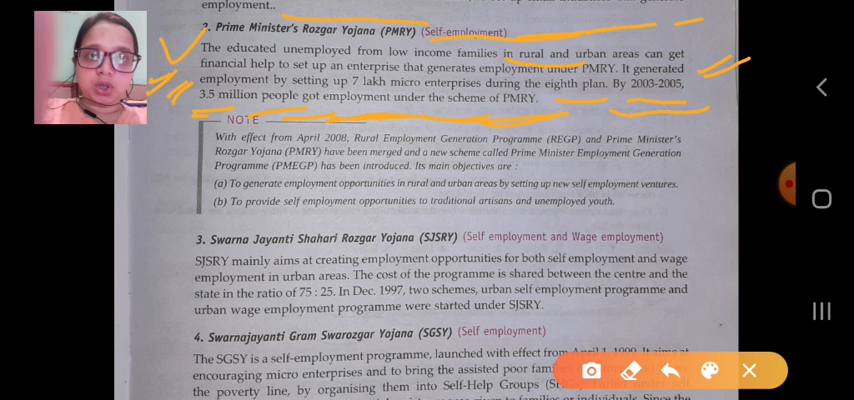 employment..
2. Prime Minister's Rozgar Yojana (PMRY) (Self-employment)
The educated unemployed from low income families in rural and urban areas can get
financial help to set up an enterprise that generates employment under PMRY. It generated
employment by setting up 7 lakh micro enterprises during the eighth plan. By 2003-2005,
3.5 million people got employment under the scheme of PMRY.
NOTE
With effect from April 2008, Rural Employment Generation Programme (REGP) and Prime Minister's
Rozgar Yojana (PMRY) have been merged and a new scheme called Prime Minister Employment Generation
Programme (PMEGP) has been introduced. Its main objectives are :
(a) To generate employment opportunities in rural and urban areas by setting up new self employment ventures.
(b) To provide self employment opportunities to traditional artisans and unemployed youth.
3. Swarna Jayanti Shahari Rozgar Yojana (SJSRY) (Self employment and Wage employment)
SJSRY mainly aims at creating employment opportunities for both self employment and wage
employment in urban areas. The cost of the programme is shared between the centre and the
state in the ratio of 75 : 25. In Dec. 1997, two schemes, urban self employment programme and
urban wage employment programme were started under SJSRY.
4. Swarnajayanti Gram Swarozgar Yojana (SGSY) (Self employment)
The SGSY is a self-employment programme, launched with effect from April 1, 1999. It aims at
encouraging micro enterprises and to bring the assisted poor
the poverty line, by organising them into Self-Help Groups